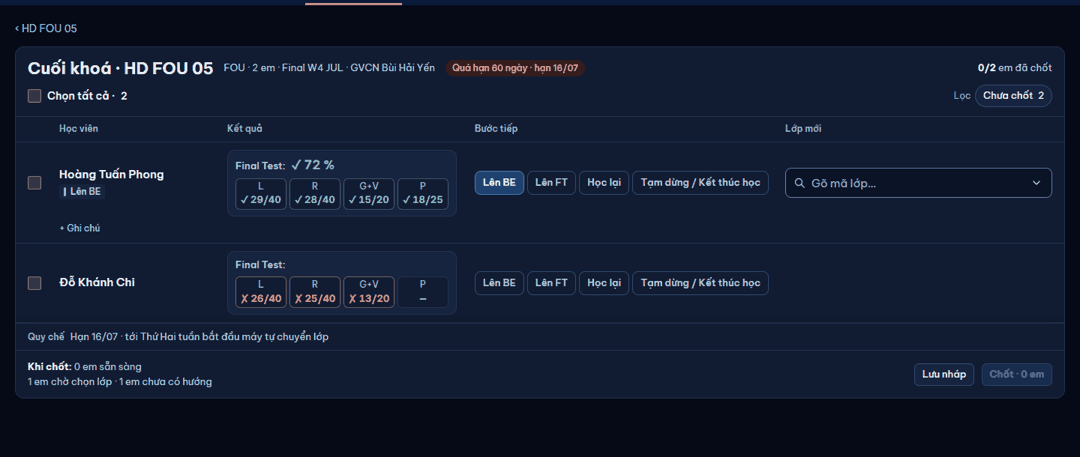 ‹ HD FOU 05
Cuối khoá · HD FOU 05 FOU · 2 em · Final W4 JUL · GVCN Bùi Hải Yến Quá hạn 60 ngày · hạn 16/07 0/2 em đã chốt
Chọn tất cả · 2 Lọc Chưa chốt 2
Học viên Kết quả Bước tiếp Lớp mới
Hoàng Tuấn Phong
Lên BE
+ Ghi chú
Final Test: ✓ 72 %
L R G+V P
✓ 29/40 ✓ 28/40 ✓ 15/20 ✓ 18/25
Lên BE Lên FT Học lại Tạm dừng / Kết thúc học
Gõ mã lớp...
Đỗ Khánh Chi
Final Test:
L R G+V P
✗ 26/40 ✗ 25/40 ✗ 13/20 –
Lên BE Lên FT Học lại Tạm dừng / Kết thúc học
Quy chế Hạn 16/07 · tới Thứ Hai tuần bắt đầu máy tự chuyển lớp
Khi chốt: 0 em sẵn sàng
1 em chờ chọn lớp · 1 em chưa có hướng
Lưu nháp Chốt · 0 em